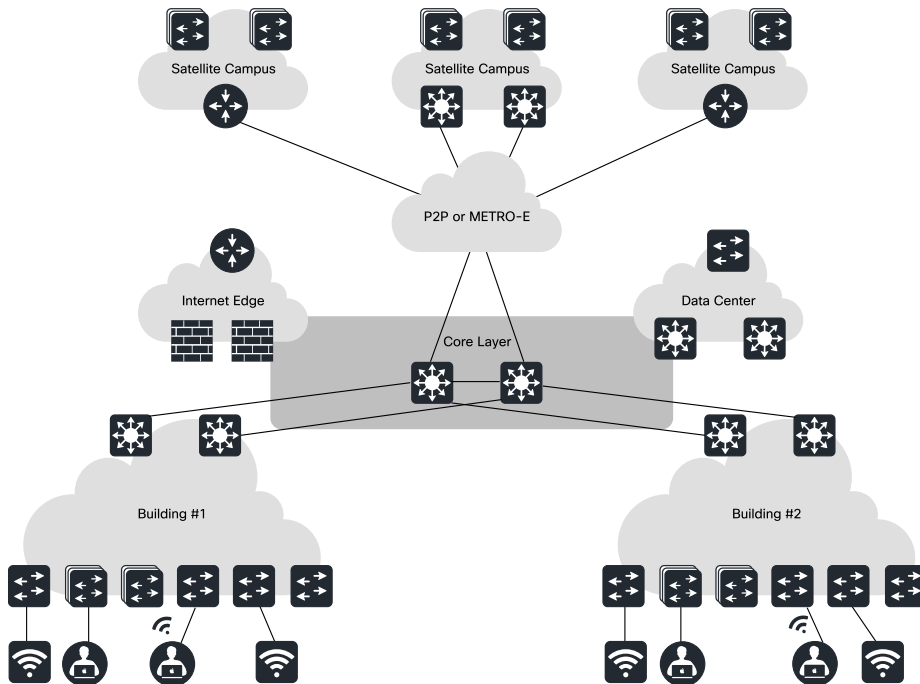 Satellite Campus
Satellite Campus
Satellite Campus
P2P or METRO-E
Internet Edge
Data Center
Core Layer
Building #1
Building #2